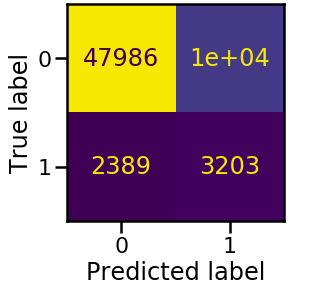 True label
0
47986 1e+04
1
2389 3203
0 1
Predicted label